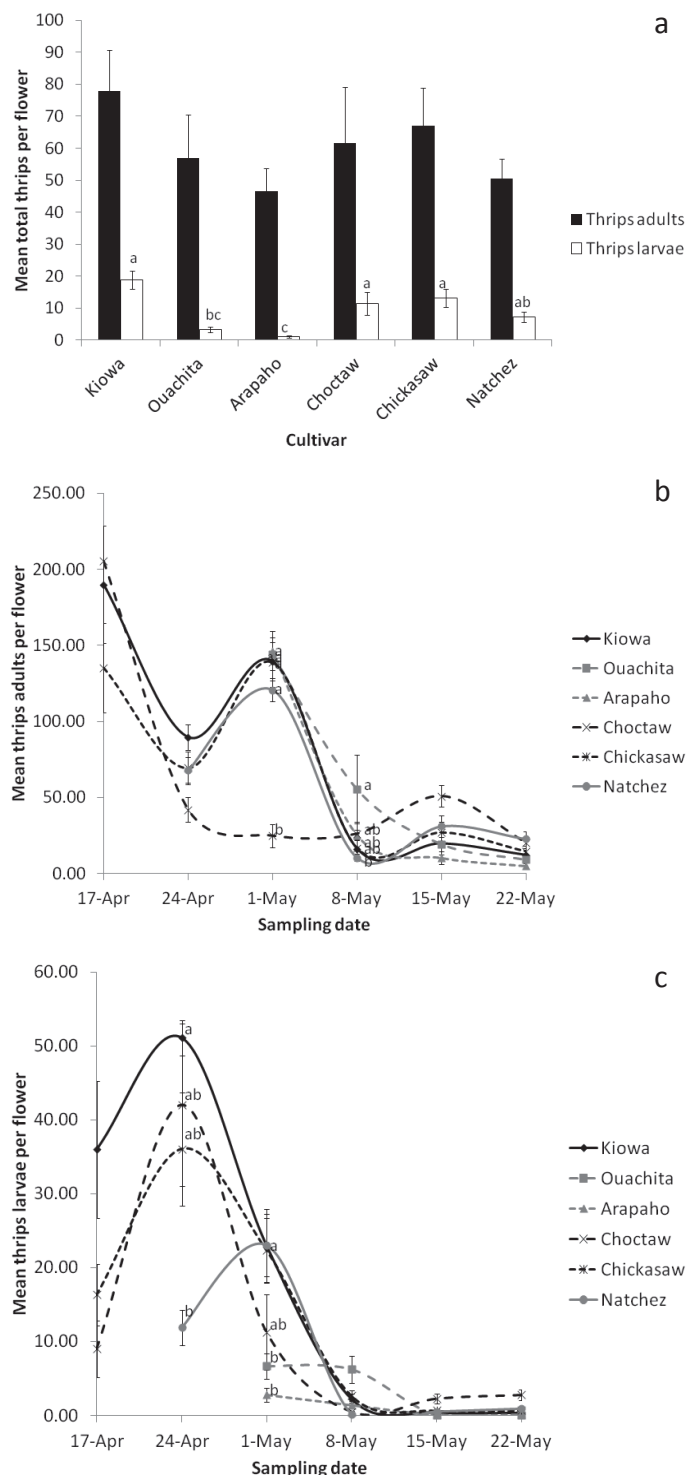 a
100
90
80
70
60
50
40
30
20
10
0
Mean total thrips per flower
a
bc
c
a
a
ab
Kiowa
Ouachita
Arapaho
Choctaw
Chickasaw
Natchez
Cultivar
Thrips adults
Thrips larvae
b
250.00
200.00
150.00
100.00
50.00
0.00
Mean thrips adults per flower
a
a
b
a
ab
ab
ab
b
17-Apr
24-Apr
1-May
8-May
15-May
22-May
Sampling date
Kiowa
Ouachita
Arapaho
Choctaw
Chickasaw
Natchez
c
60.00
50.00
40.00
30.00
20.00
10.00
0.00
Mean thrips larvae per flower
a
ab
ab
b
a
ab
b
b
17-Apr
24-Apr
1-May
8-May
15-May
22-May
Sampling date
Kiowa
Ouachita
Arapaho
Choctaw
Chickasaw
Natchez